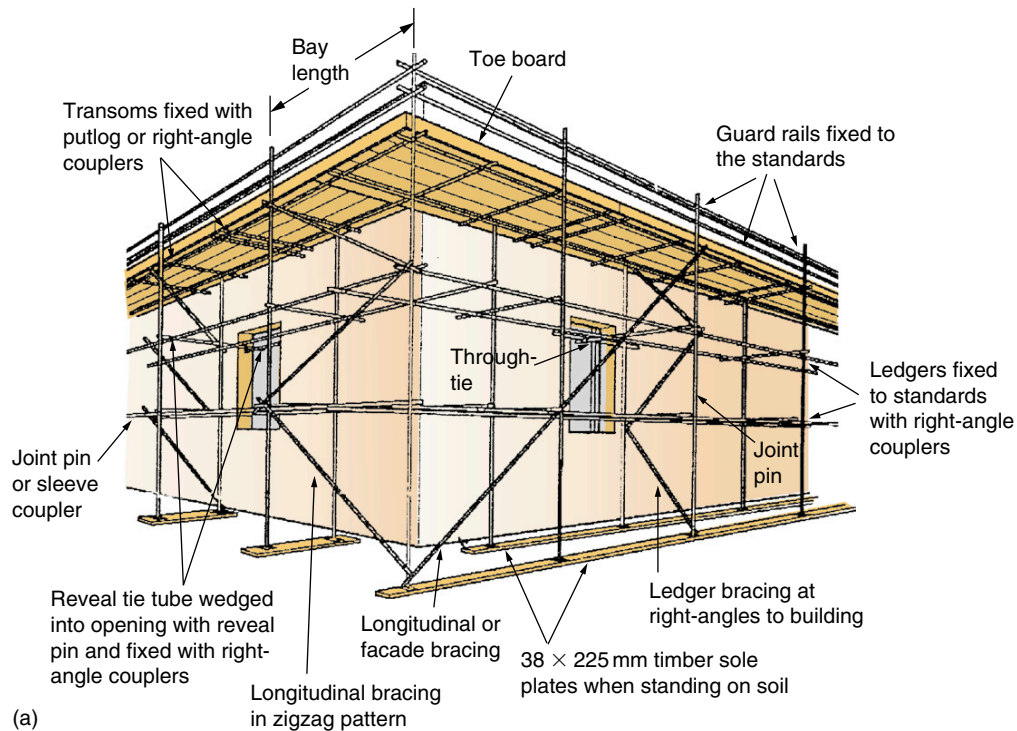 Bay
length
Toe board
Transoms fixed with
putlog or right-angle
couplers
Guard rails fixed to
the standards
Through-
tie
Ledgers fixed
to standards
with right-angle
couplers
Joint pin
or sleeve
coupler
Joint
pin
Reveal tie tube wedged
into opening with reveal
pin and fixed with right-
angle couplers
Longitudinal or
facade bracing
Ledger bracing at
right-angles to building
38 × 225 mm timber sole
plates when standing on soil
Longitudinal bracing
in zigzag pattern
(a)